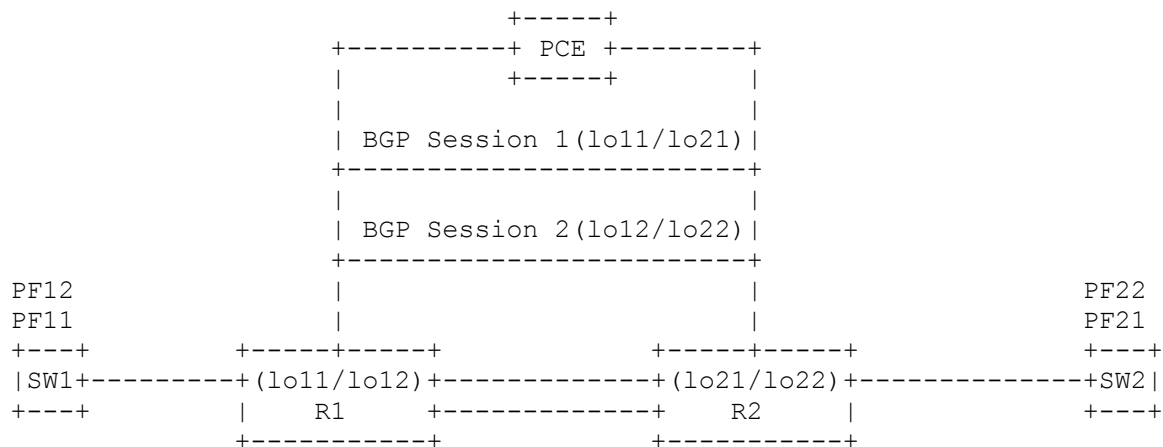 PCE
BGP Session 1(lo11/lo21)
BGP Session 2(lo12/lo22)
PF12 PF22
PF11 PF21
SW1 (lo11/lo12) (lo21/lo22) SW2
R1 R2